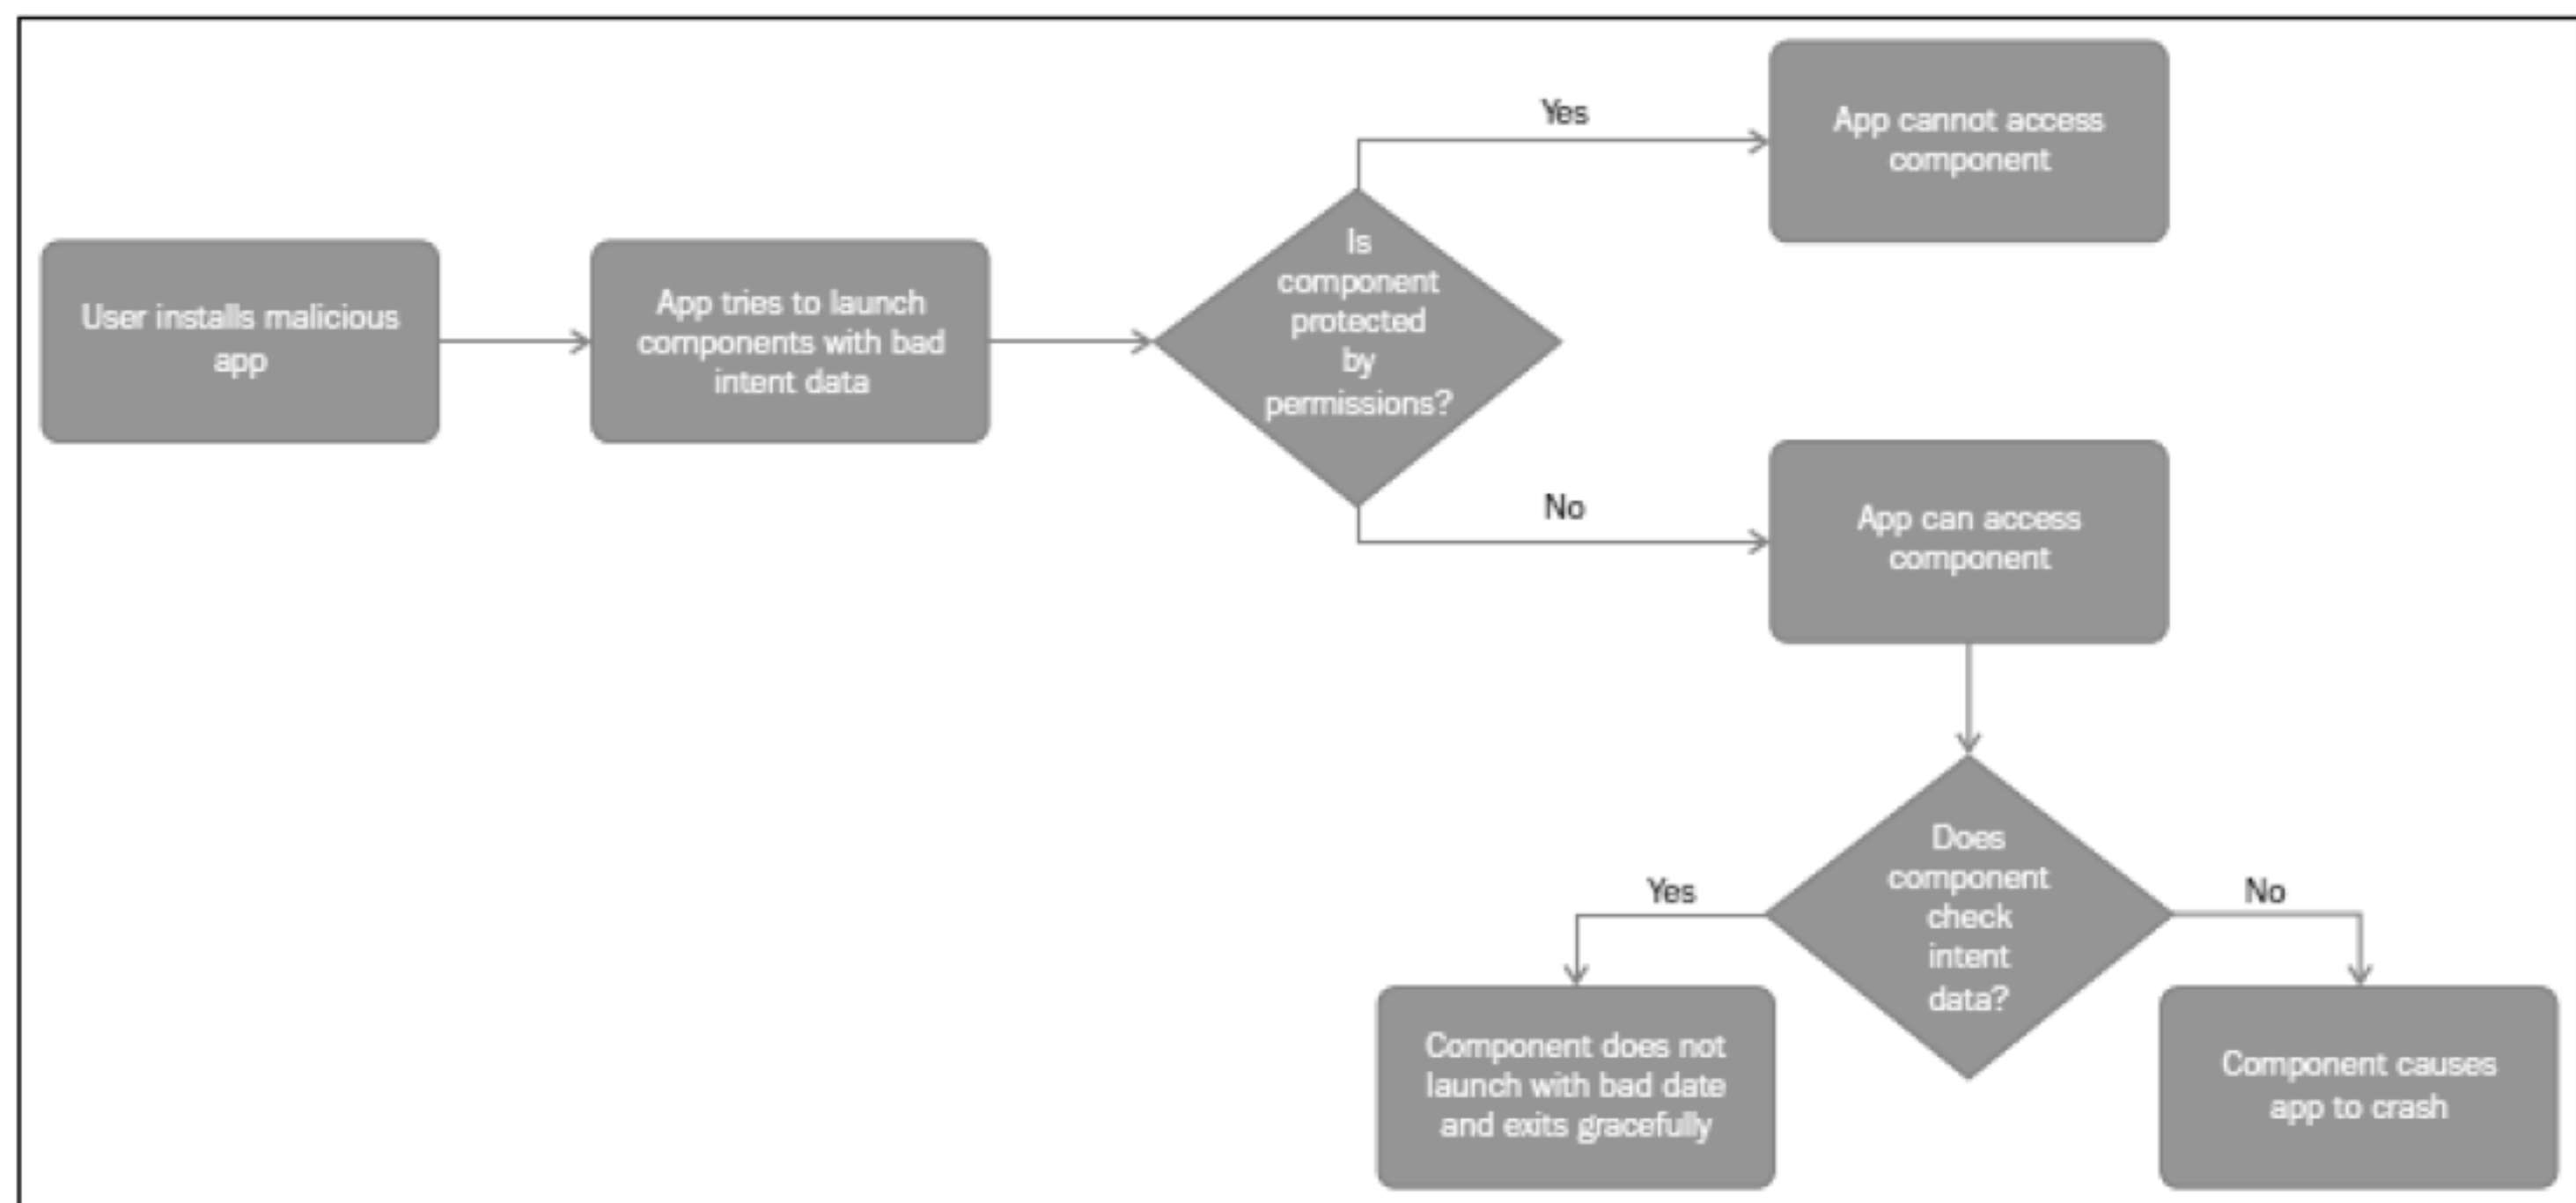 User installs malicious
app
App tries to launch
components with bad
intent data
Is
component
protected
by
permissions?
Yes
App cannot access
component
No
App can access
component
Does
component
check
intent
data?
Yes
Component does not
launch with bad date
and exits gracefully
No
Component causes
app to crash